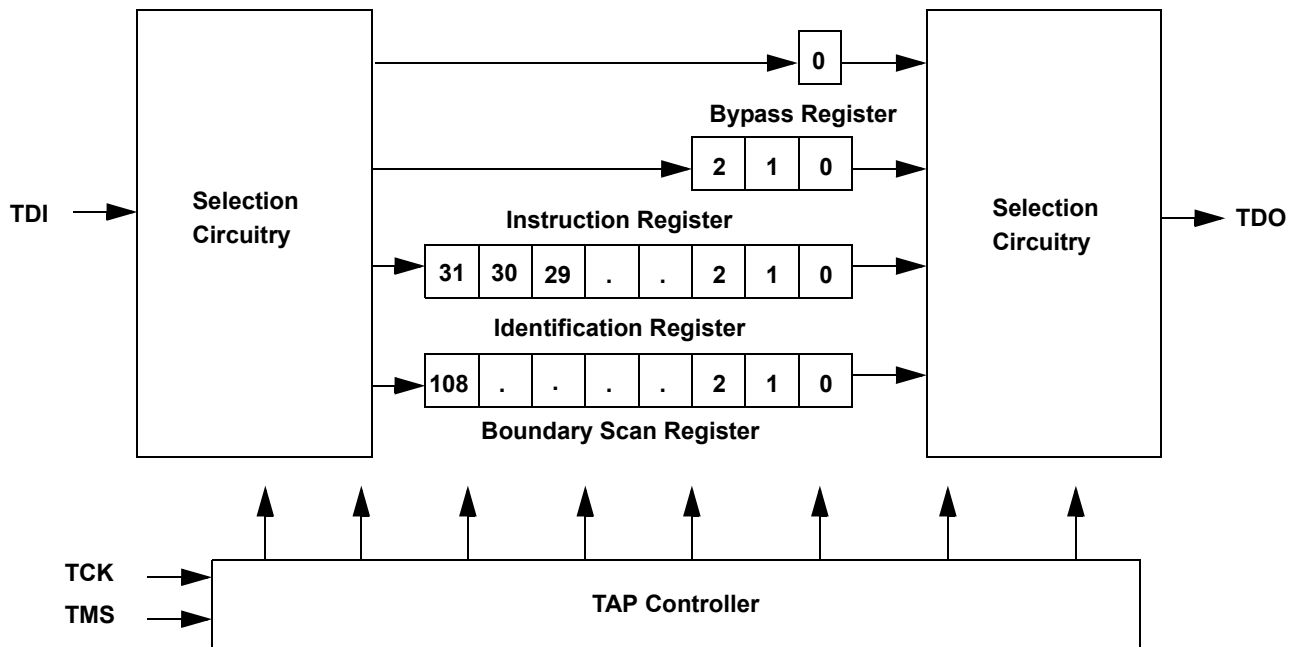 0
Bypass Register
2 1 0
Selection
Circuitry
Selection
Circuitry
TDI
TDO
Instruction Register
31 30 29 . . 2 1 0
Identification Register
108 . . . . 2 1 0
Boundary Scan Register
TCK
TMS
TAP Controller